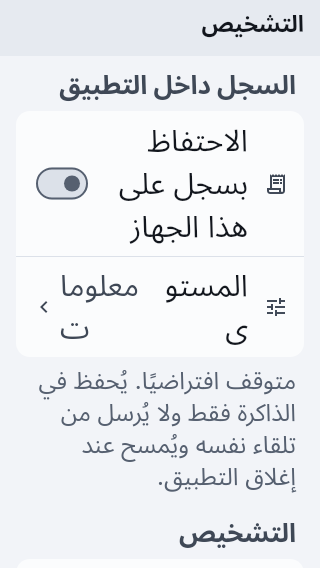 التشخيص
السجل داخل التطبيق
الاحتفاظ
بسجل على
هذا الجهاز
المستو
ى
معلوما
ت
متوقف افتراضيًا. يُحفظ في
الذاكرة فقط ولا يُرسل من
تلقاء نفسه ويُمسح عند
إغلاق التطبيق.
التشخيص